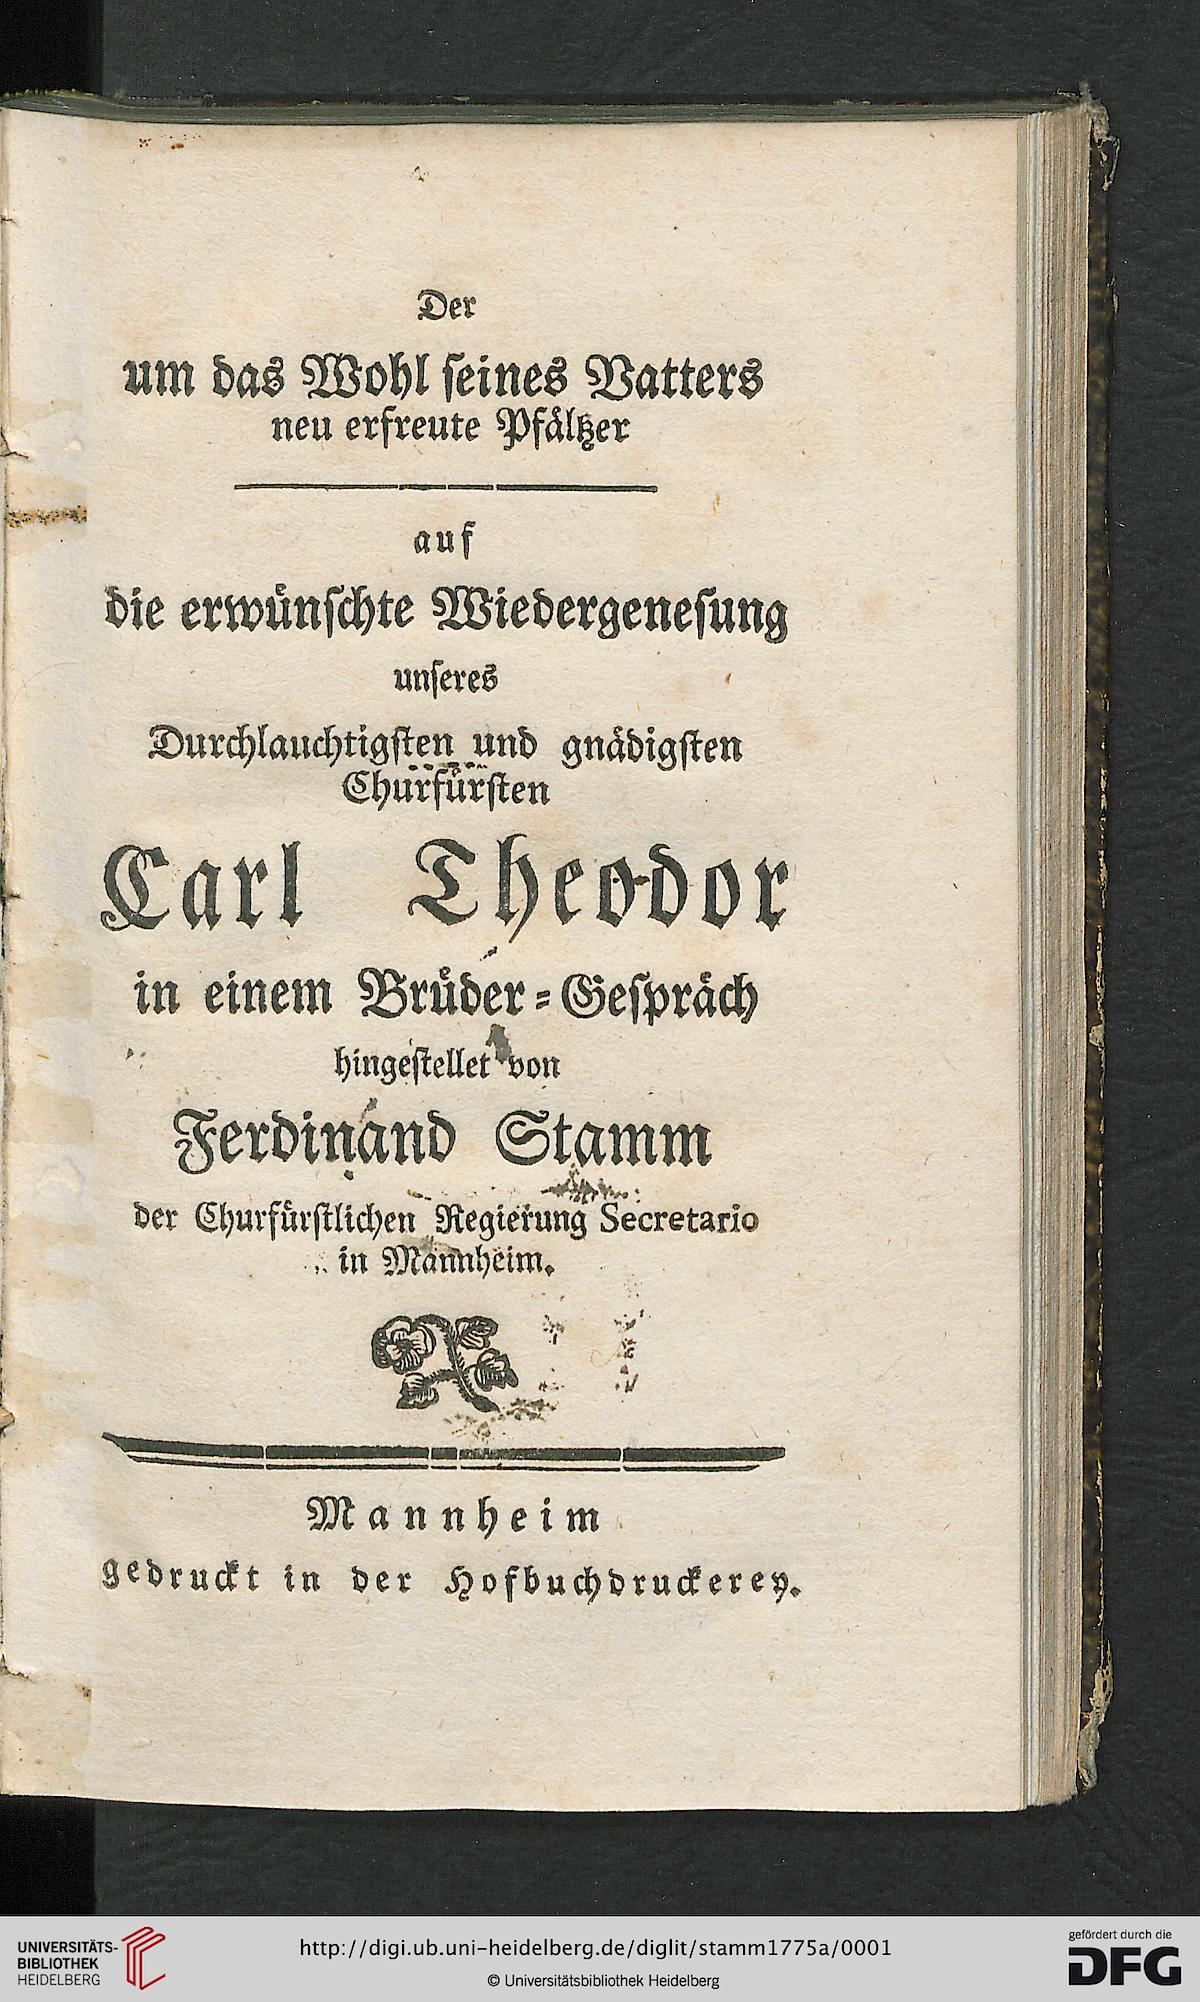 Der
um das Wohl seines Vatters
neu erfreute Pfältzer
auf
die erwünschte Wiedergenesung
unseres
Durchlauchtigsten und gnädigsten
Churfürsten
Carl Theodor
in einem Brüder=Gespräch
hingestellet von
Ferdinand Stamm
der Churfürstlichen Regierung Secretario
in Mannheim.
Mannheim
gedruckt in der Hofbuchdruckerey.
UNIVERSITÄTS-
BIBLIOTHEK
HEIDELBERG
http://digi.ub.uni-heidelberg.de/diglit/stamm1775a/0001
© Universitätsbibliothek Heidelberg
gefördert durch die
DFG